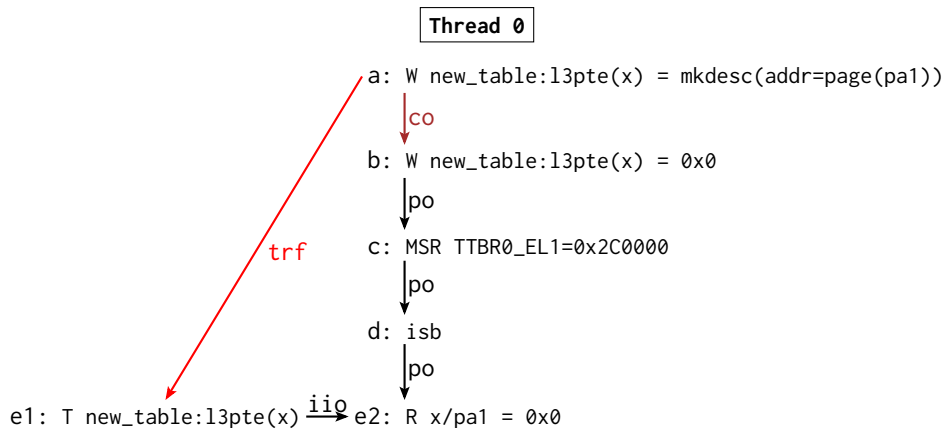 Thread 0
a: W new_table:l3pte(x) = mkdesc(addr=page(pa1))
co
b: W new_table:l3pte(x) = 0x0
po
c: MSR TTBR0_EL1=0x2C0000
trf
po
d: isb
po
e1: T new_table:l3pte(x) iio e2: R x/pa1 = 0x0